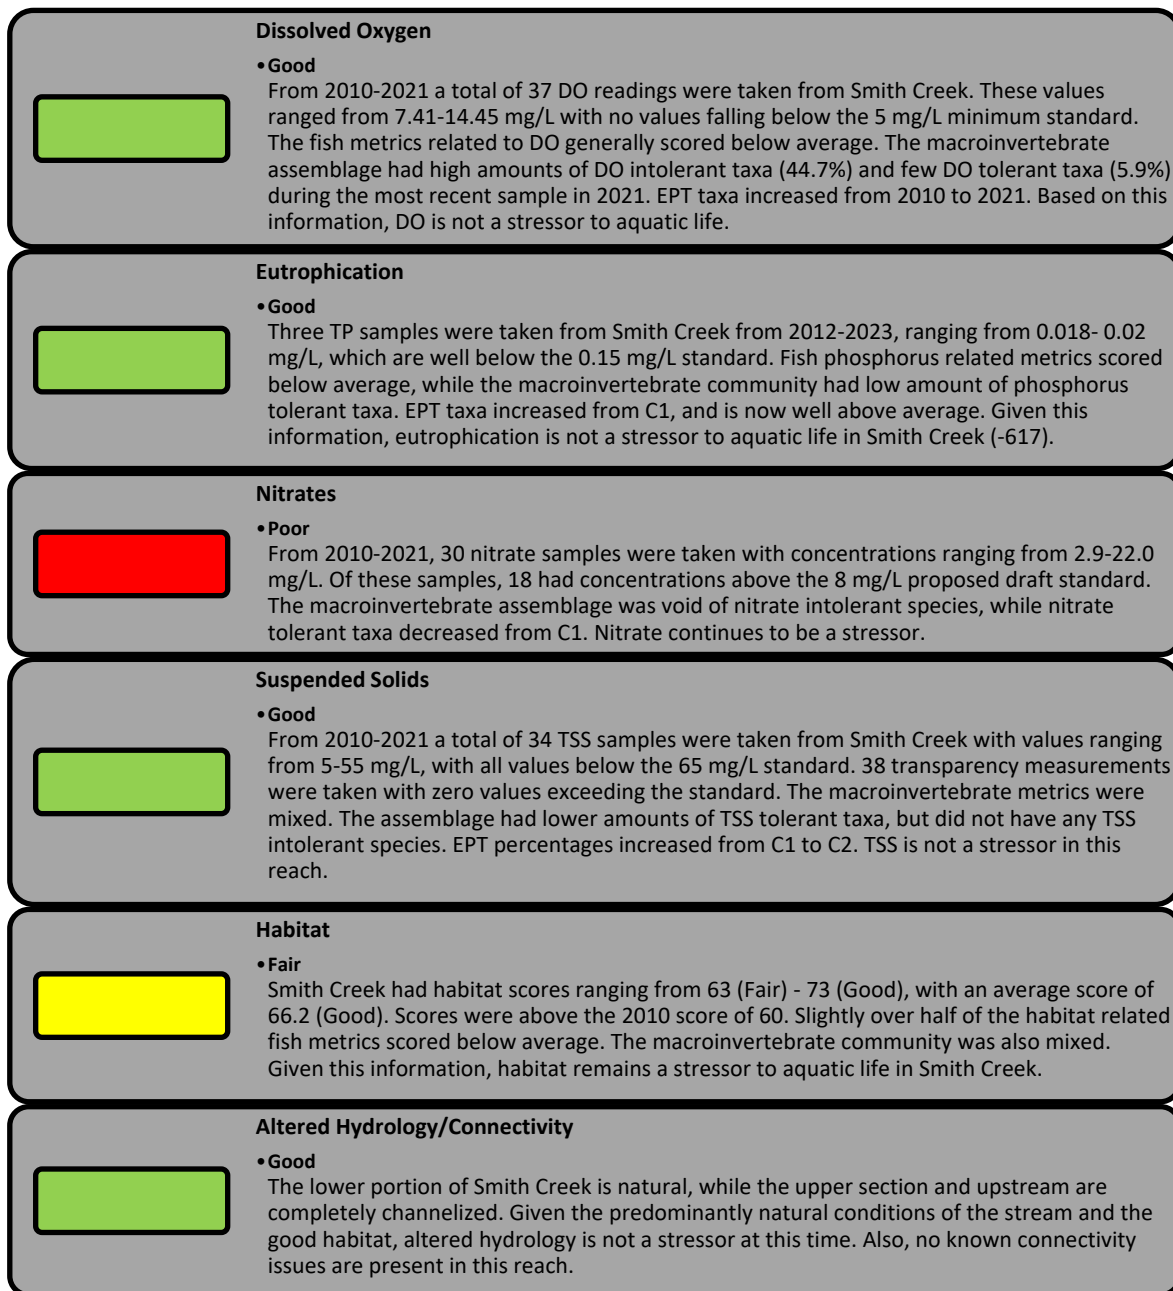 Dissolved Oxygen
•Good
From 2010-2021 a total of 37 DO readings were taken from Smith Creek. These values
ranged from 7.41-14.45 mg/L with no values falling below the 5 mg/L minimum standard.
The fish metrics related to DO generally scored below average. The macroinvertebrate
assemblage had high amounts of DO intolerant taxa (44.7%) and few DO tolerant taxa (5.9%)
during the most recent sample in 2021. EPT taxa increased from 2010 to 2021. Based on this
information, DO is not a stressor to aquatic life.
Eutrophication
•Good
Three TP samples were taken from Smith Creek from 2012-2023, ranging from 0.018- 0.02
mg/L, which are well below the 0.15 mg/L standard. Fish phosphorus related metrics scored
below average, while the macroinvertebrate community had low amount of phosphorus
tolerant taxa. EPT taxa increased from C1, and is now well above average. Given this
information, eutrophication is not a stressor to aquatic life in Smith Creek (-617).
Nitrates
•Poor
From 2010-2021, 30 nitrate samples were taken with concentrations ranging from 2.9-22.0
mg/L. Of these samples, 18 had concentrations above the 8 mg/L proposed draft standard.
The macroinvertebrate assemblage was void of nitrate intolerant species, while nitrate
tolerant taxa decreased from C1. Nitrate continues to be a stressor.
Suspended Solids
•Good
From 2010-2021 a total of 34 TSS samples were taken from Smith Creek with values ranging
from 5-55 mg/L, with all values below the 65 mg/L standard. 38 transparency measurements
were taken with zero values exceeding the standard. The macroinvertebrate metrics were
mixed. The assemblage had lower amounts of TSS tolerant taxa, but did not have any TSS
intolerant species. EPT percentages increased from C1 to C2. TSS is not a stressor in this
reach.
Habitat
•Fair
Smith Creek had habitat scores ranging from 63 (Fair) - 73 (Good), with an average score of
66.2 (Good). Scores were above the 2010 score of 60. Slightly over half of the habitat related
fish metrics scored below average. The macroinvertebrate community was also mixed.
Given this information, habitat remains a stressor to aquatic life in Smith Creek.
Altered Hydrology/Connectivity
•Good
The lower portion of Smith Creek is natural, while the upper section and upstream are
completely channelized. Given the predominantly natural conditions of the stream and the
good habitat, altered hydrology is not a stressor at this time. Also, no known connectivity
issues are present in this reach.